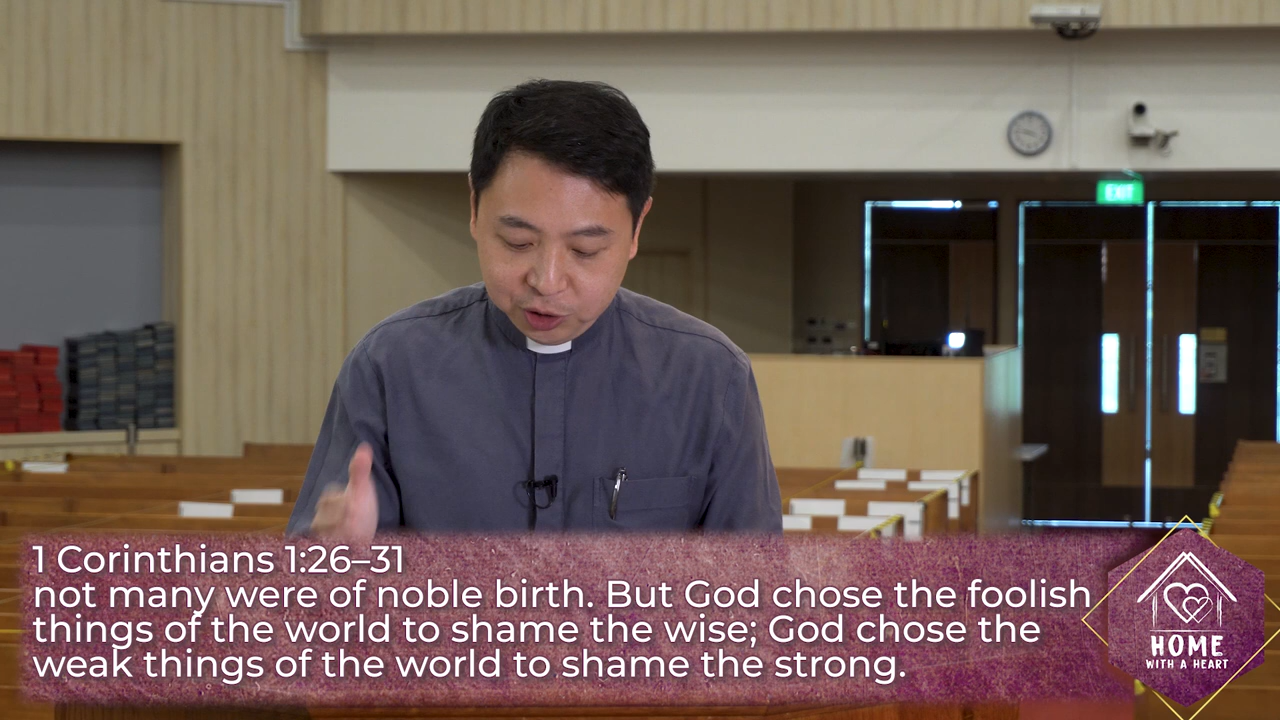 EXIT
1 Corinthians 1:26–31
not many were of noble birth. But God chose the foolish
things of the world to shame the wise; God chose the
weak things of the world to shame the strong.
HOME
WITH A HEART